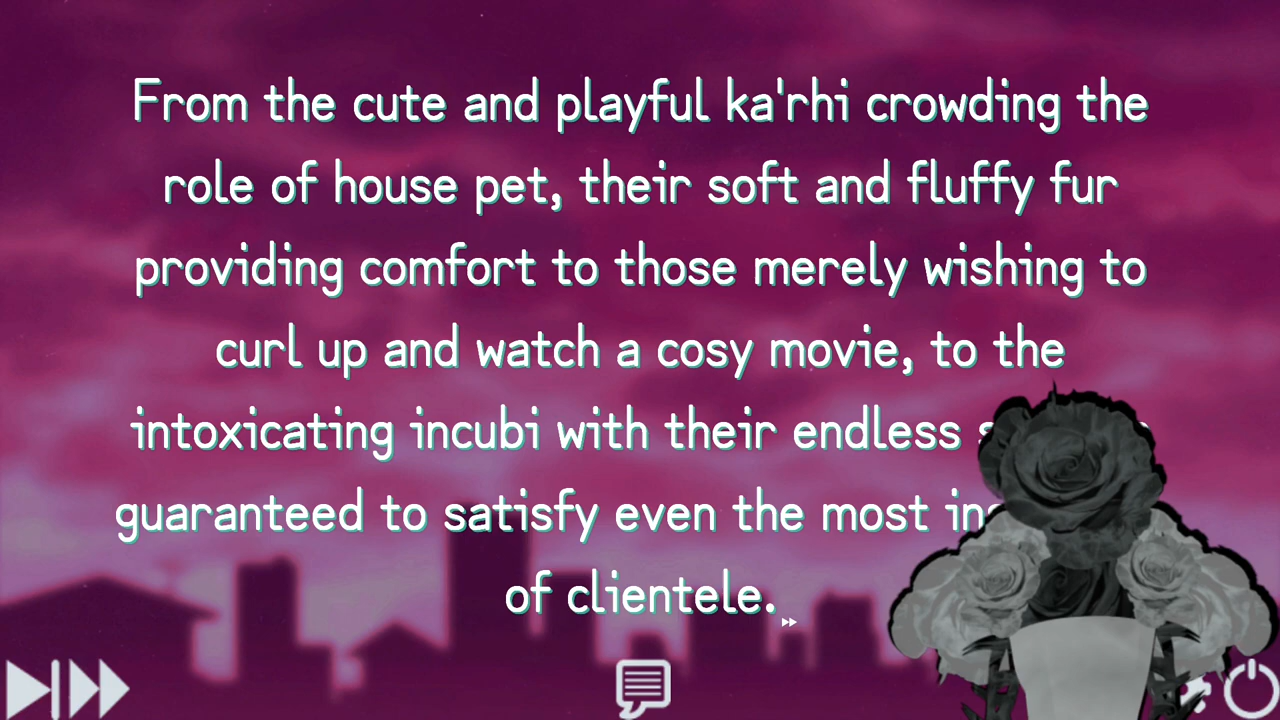 From the cute and playful ka'rhi crowding the
role of house pet, their soft and fluffy fur
providing comfort to those merely wishing to
curl up and watch a cosy movie, to the
intoxicating incubi with their endless
guaranteed to satisfy even the most
of clientele.